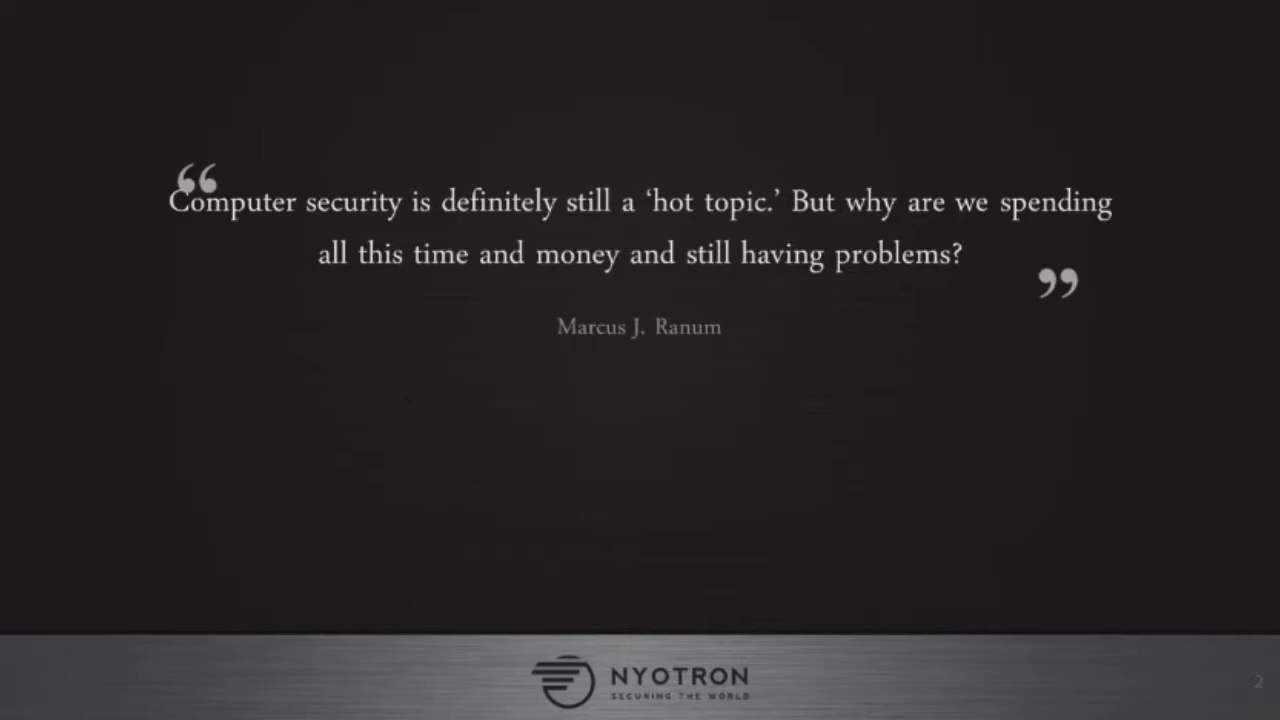 “
Computer security is definitely still a ‘hot topic.’ But why are we spending
all this time and money and still having problems?
”
Marcus J. Ranum
NYOTRON
SECURING THE WORLD
2